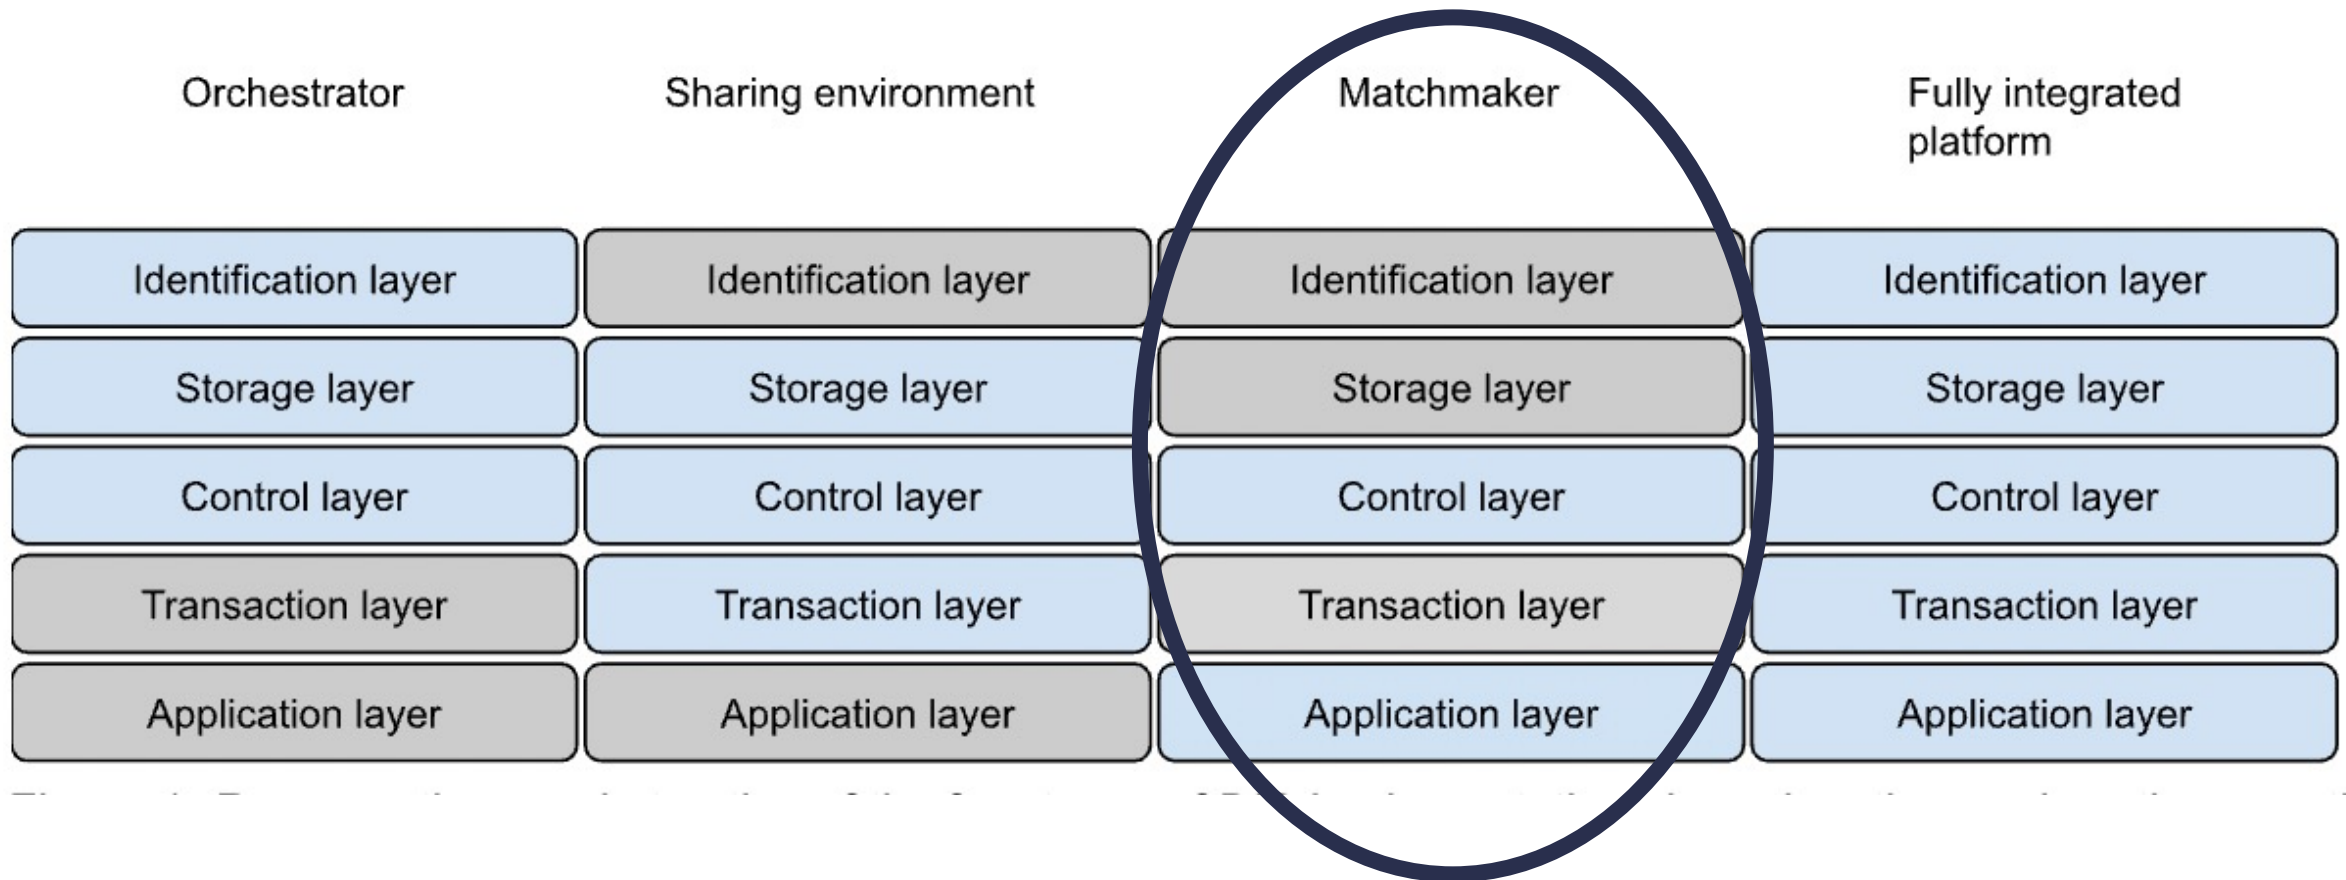 Orchestrator
Sharing environment
Matchmaker
Fully integrated
platform
Identification layer
Identification layer
Identification layer
Identification layer
Storage layer
Storage layer
Storage layer
Storage layer
Control layer
Control layer
Control layer
Control layer
Transaction layer
Transaction layer
Transaction layer
Transaction layer
Application layer
Application layer
Application layer
Application layer